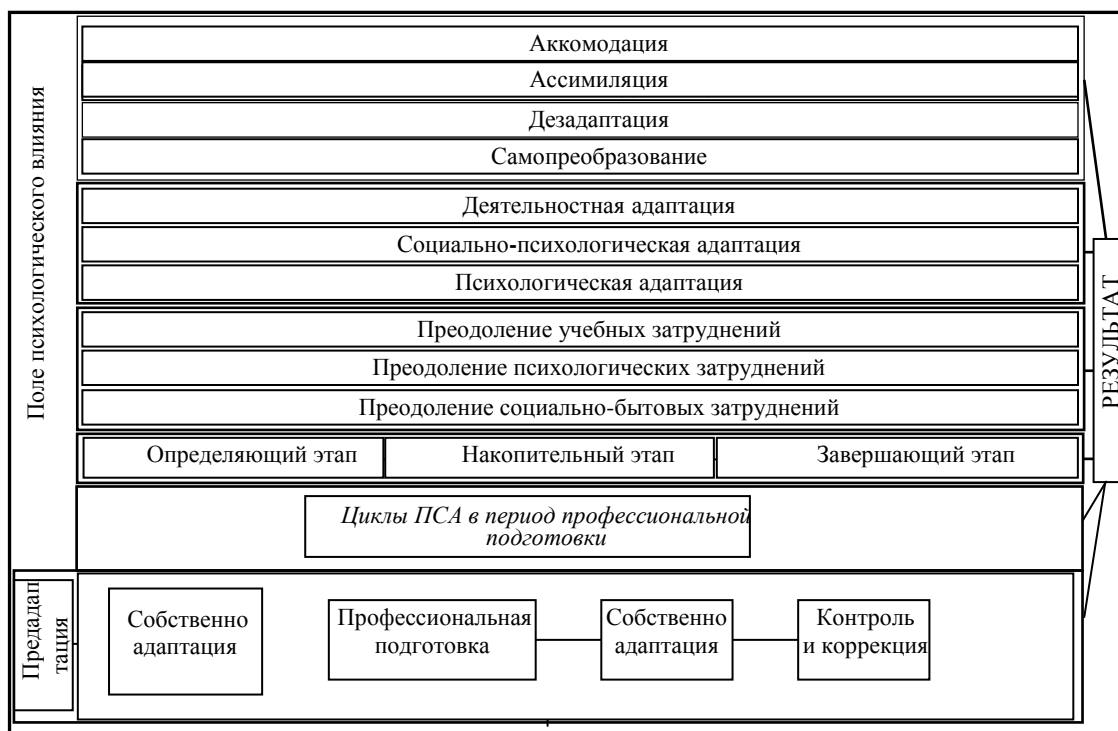 Поле психологического влияния
Аккомодация
Ассимиляция
Дезадаптация
Самопреобразование
Деятельностная адаптация
Социально-психологическая адаптация
Психологическая адаптация
Преодоление учебных затруднений
Преодоление психологических затруднений
Преодоление социально-бытовых затруднений
Определяющий этап
Накопительный этап
Завершающий этап
РЕЗУЛЬТАТ
Циклы ПСА в период профессиональной
подготовки
Предадап
тация
Собственно
адаптация
Профессиональная
подготовка
Собственно
адаптация
Контроль
и коррекция